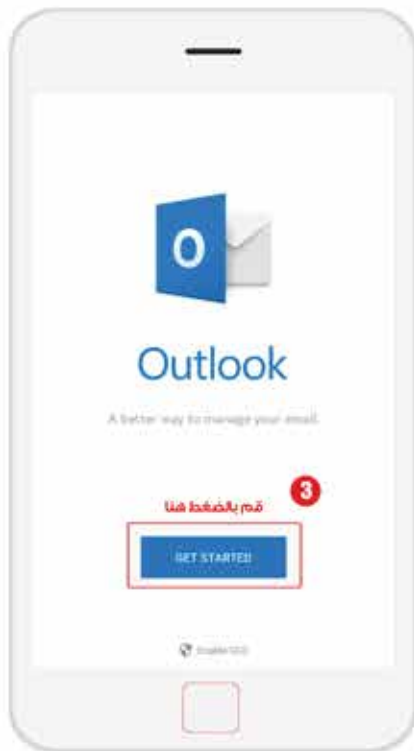 O
Outlook
A better way to manage your email.
3
قم بالضغط هنا
GET STARTED